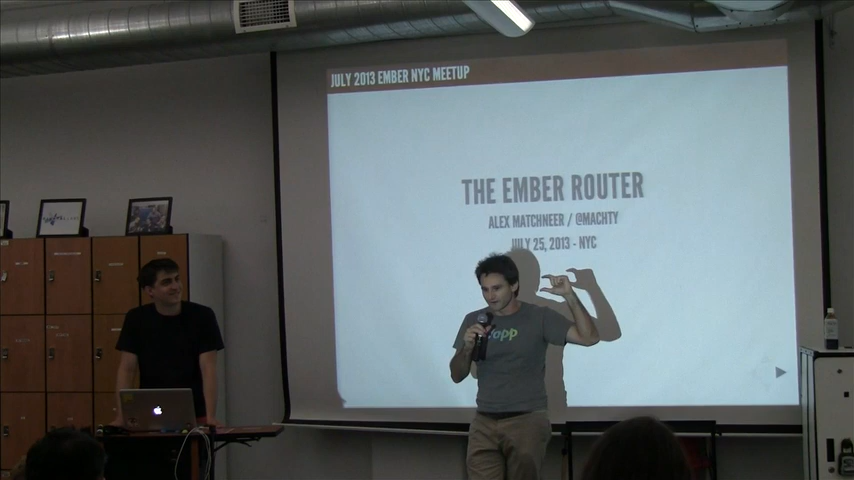 JULY 2013 EMBER NYC MEETUP
THE EMBER ROUTER
ALEX MATCHNEER / @MACHTY
JULY 25, 2013 - NYC